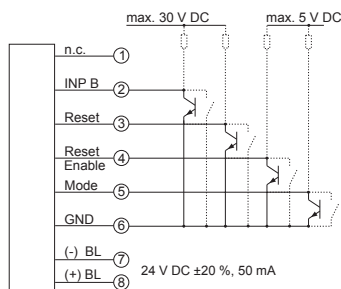 max. 30 V DC
max. 5 V DC
n.c.
1
INP B
2
Reset
3
Reset
Enable
4
Mode
5
GND
6
(-) BL
7
(+) BL
8
24 V DC ±20 %, 50 mA